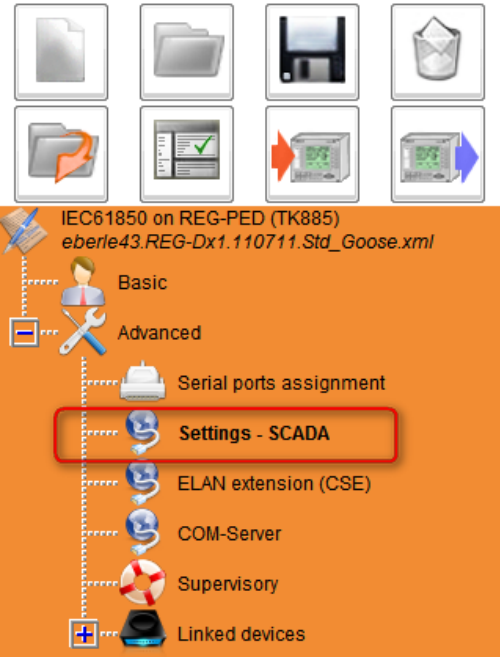 IEC61850 on REG-PED (TK885)
eberle43.REG-Dx1.110711.Std_Goose.xml
Basic
Advanced
Serial ports assignment
Settings - SCADA
ELAN extension (CSE)
COM-Server
Supervisory
Linked devices